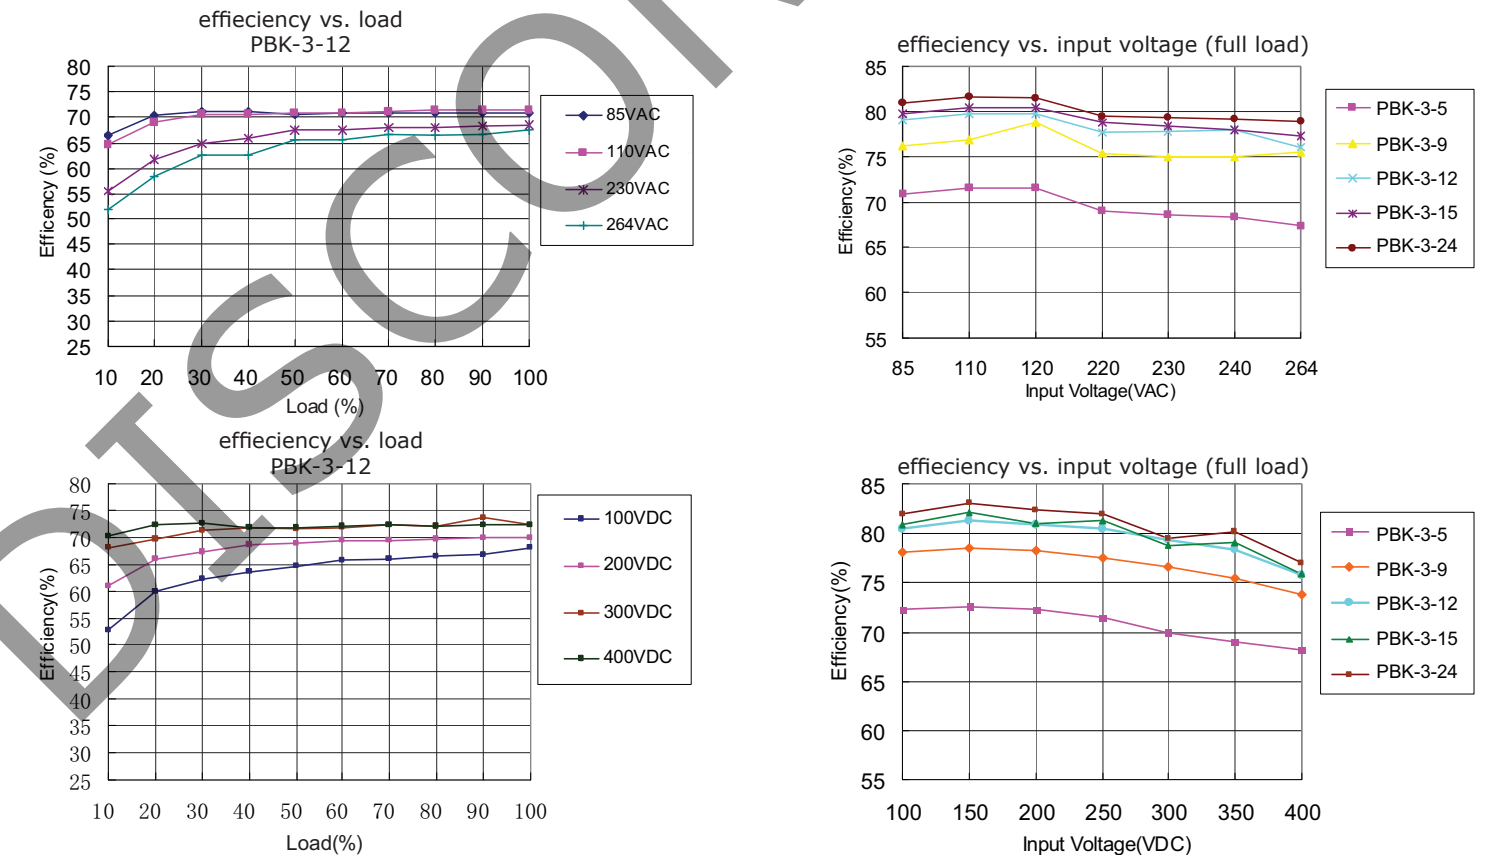 effieciency vs. load
PBK-3-12
80
75
70
65
60
55
50
45
40
35
30
25
Efficency (%)
10 20 30 40 50 60 70 80 90 100
Load (%)
85VAC
110VAC
230VAC
264VAC
effieciency vs. input voltage (full load)
85
80
75
70
65
60
55
Efficiency(%)
85 110 120 220 230 240 264
Input Voltage(VAC)
PBK-3-5
PBK-3-9
PBK-3-12
PBK-3-15
PBK-3-24
effieciency vs. load
PBK-3-12
80
75
70
65
60
55
50
45
40
35
30
25
Efficiency(%)
10 20 30 40 50 60 70 80 90 100
Load(%)
100VDC
200VDC
300VDC
400VDC
effieciency vs. input voltage (full load)
85
80
75
70
65
60
55
Efficiency(%)
100 150 200 250 300 350 400
Input Voltage(VDC)
PBK-3-5
PBK-3-9
PBK-3-12
PBK-3-15
PBK-3-24
DISCON